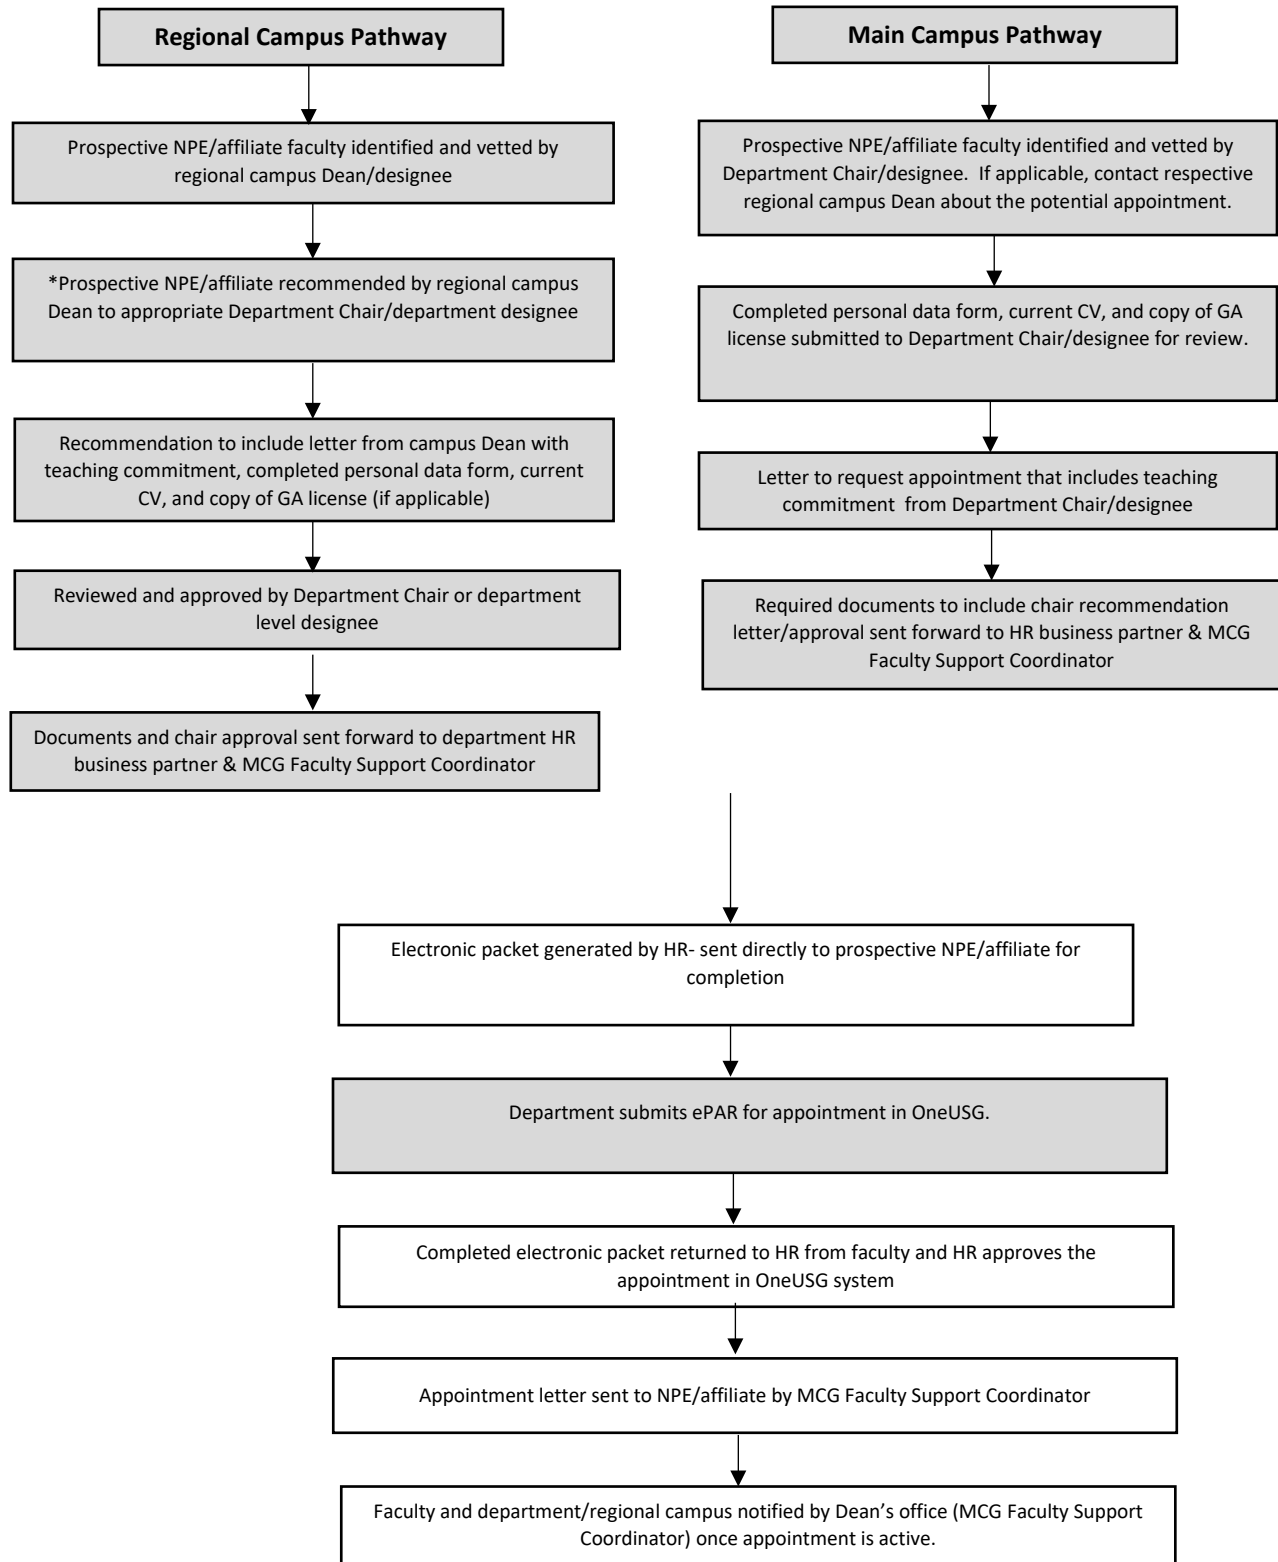 Regional Campus Pathway
Prospective NPE/affiliate faculty identified and vetted by
regional campus Dean/designee
*Prospective NPE/affiliate recommended by regional campus
Dean to appropriate Department Chair/department designee
Recommendation to include letter from campus Dean with
teaching commitment, completed personal data form, current
CV, and copy of GA license (if applicable)
Reviewed and approved by Department Chair or department
level designee
Documents and chair approval sent forward to department HR
business partner & MCG Faculty Support Coordinator
Main Campus Pathway
Prospective NPE/affiliate faculty identified and vetted by
Department Chair/designee.  If applicable, contact respective
regional campus Dean about the potential appointment.
Completed personal data form, current CV, and copy of GA
license submitted to Department Chair/designee for review.
Letter to request appointment that includes teaching
commitment  from Department Chair/designee
Required documents to include chair recommendation
letter/approval sent forward to HR business partner & MCG
Faculty Support Coordinator
Electronic packet generated by HR- sent directly to prospective NPE/affiliate for
completion
Department submits ePAR for appointment in OneUSG.
Completed electronic packet returned to HR from faculty and HR approves the
appointment in OneUSG system
Appointment letter sent to NPE/affiliate by MCG Faculty Support Coordinator
Faculty and department/regional campus notified by Dean’s office (MCG Faculty Support
Coordinator) once appointment is active.